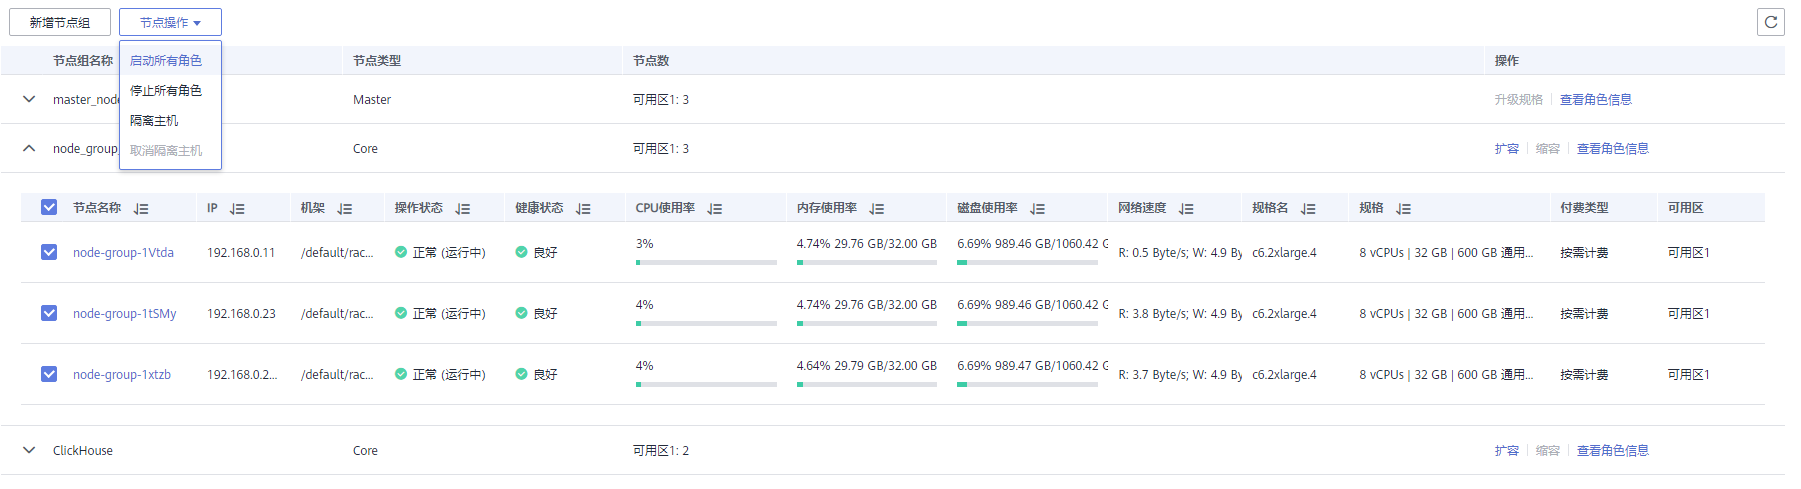 新增节点组 节点操作
启动所有角色
停止所有角色
隔离主机
取消隔离主机
节点组名称 节点类型 节点数 操作
master_node Master 可用区1: 3 升级规格 查看角色信息
node_group_ Core 可用区1: 3 扩容 缩容 查看角色信息
节点名称 IP 机架 操作状态 健康状态 CPU使用率 内存使用率 磁盘使用率 网络速度 规格名 规格 付费类型 可用区
node-group-1Vtda 192.168.0.11 /default/rac... 正常 (运行中) 良好 3% 4.74% 29.76 GB/32.00 GB 6.69% 989.46 GB/1060.42 G R: 0.5 Byte/s; W: 4.9 By c6.2xlarge.4 8 vCPUs | 32 GB | 600 GB 通用... 按需计费 可用区1
node-group-1tSMy 192.168.0.23 /default/rac... 正常 (运行中) 良好 4% 4.74% 29.76 GB/32.00 GB 6.69% 989.46 GB/1060.42 G R: 3.8 Byte/s; W: 4.9 By c6.2xlarge.4 8 vCPUs | 32 GB | 600 GB 通用... 按需计费 可用区1
node-group-1xtzb 192.168.0.2... /default/rac... 正常 (运行中) 良好 4% 4.64% 29.79 GB/32.00 GB 6.69% 989.47 GB/1060.42 G R: 3.7 Byte/s; W: 4.9 By c6.2xlarge.4 8 vCPUs | 32 GB | 600 GB 通用... 按需计费 可用区1
ClickHouse Core 可用区1: 2 扩容 缩容 查看角色信息